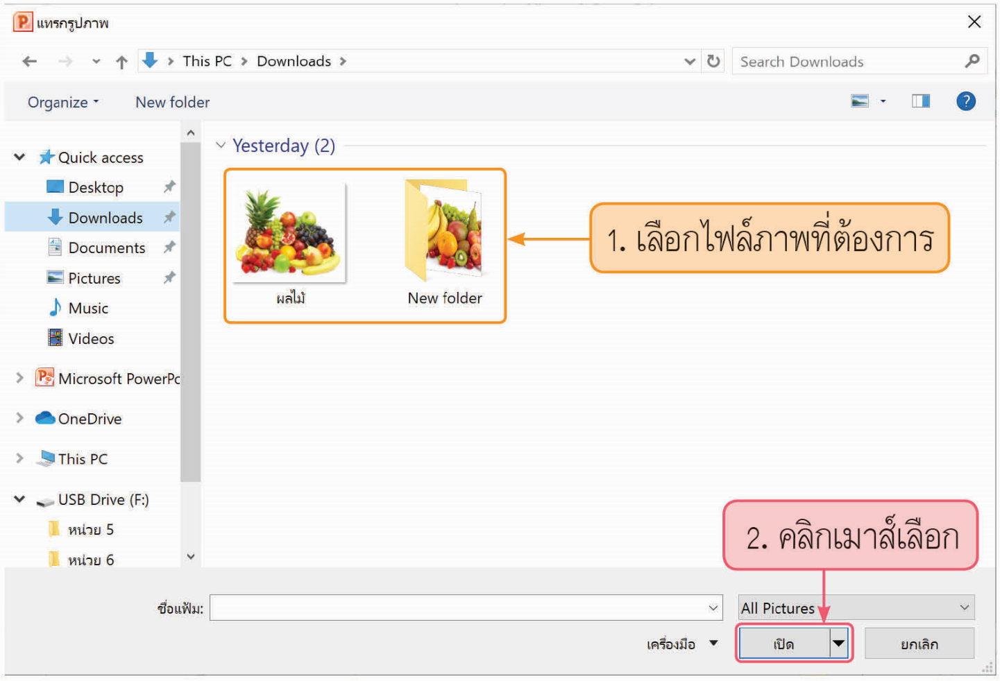 แทรกรูปภาพ
This PC > Downloads >
Search Downloads
Organize
New folder
Yesterday (2)
Quick access
Desktop
Downloads
Documents
Pictures
Music
Videos
Microsoft PowerPo
OneDrive
This PC
USB Drive (F:)
หน่วย 5
หน่วย 6
ผลไม้
New folder
1. เลือกไฟล์ภาพที่ต้องการ
2. คลิกเมาส์เลือก
ชื่อแฟ้ม:
All Pictures
เครื่องมือ
เปิด
ยกเลิก